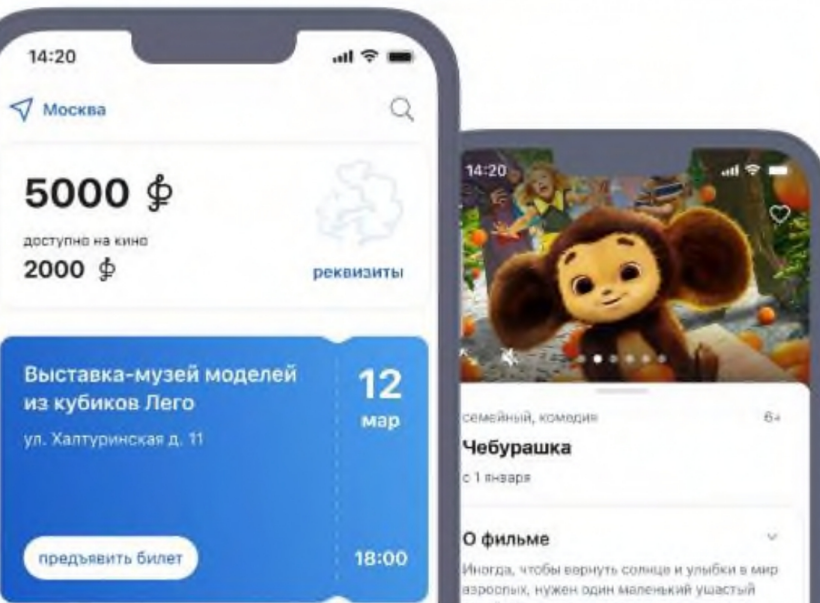 14:20
Москва
5000
доступно на кино
2000
реквизиты
Выставка-музей моделей
из кубиков Лего
ул. Халтуринская д. 11
12
мар
предъявить билет
18:00
14:20
семейный, комедия 6+
Чебурашка
с 1 января
О фильме
Иногда, чтобы вернуть солнце и улыбки в мир
взрослых, нужен один маленький ушастый